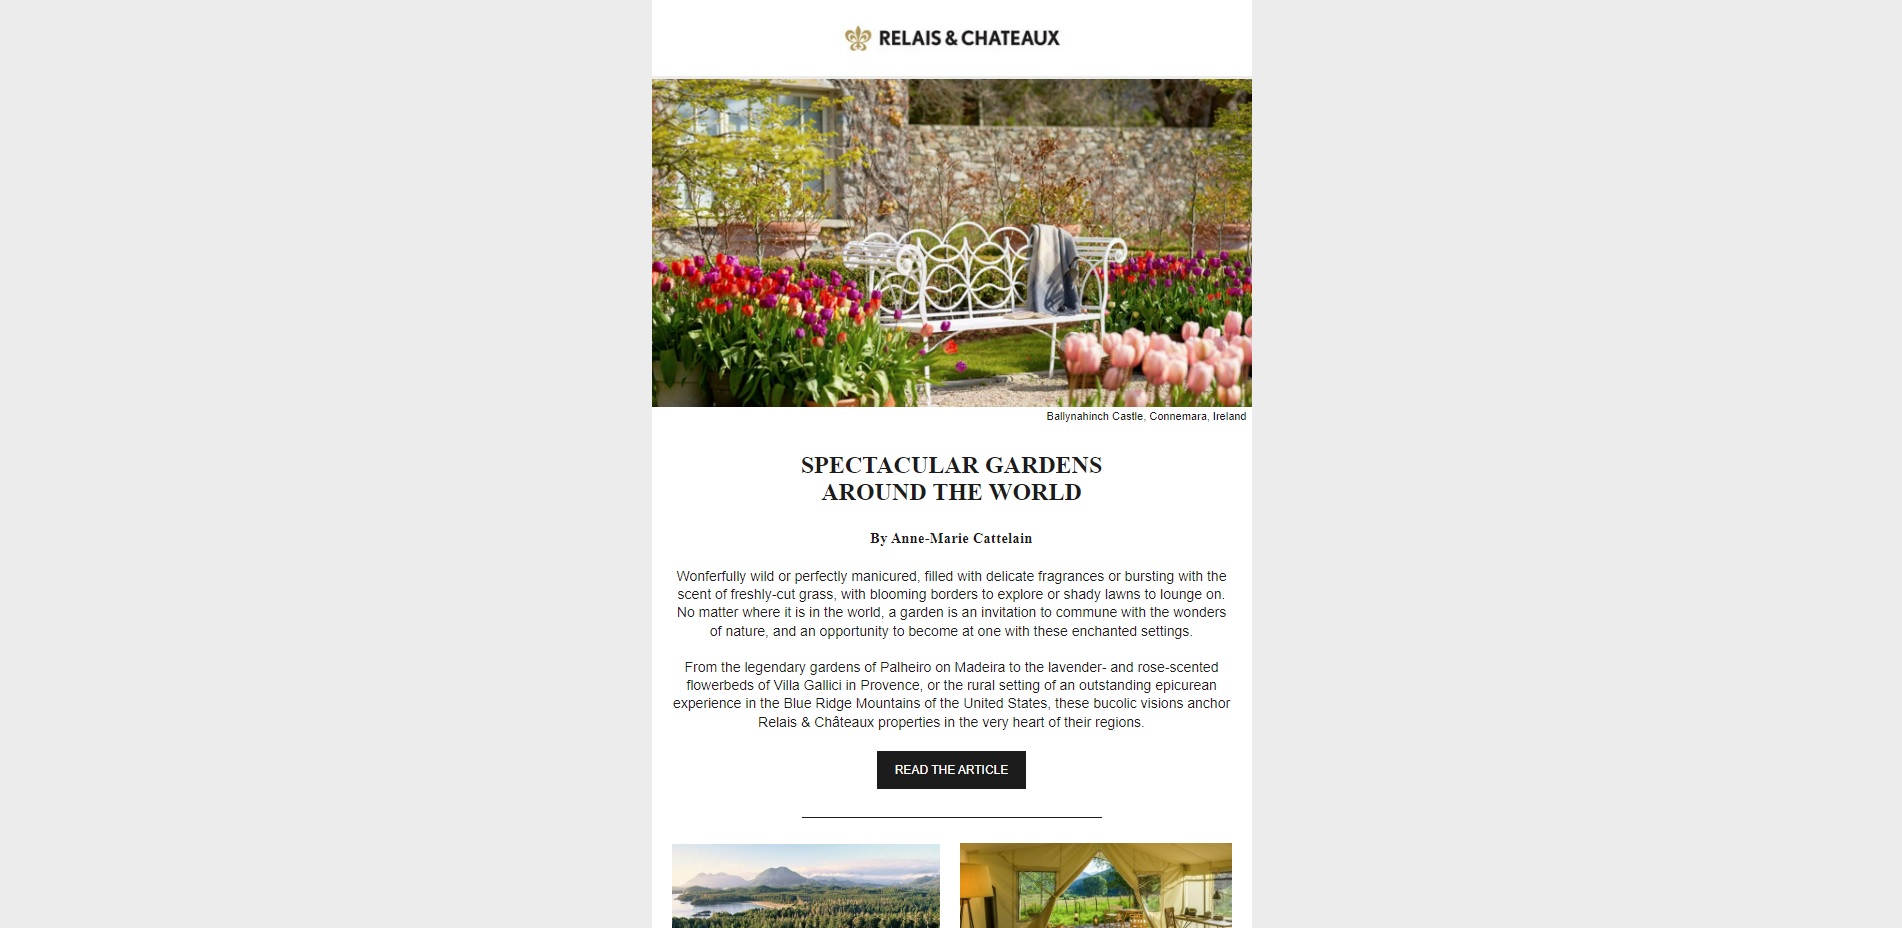 RELAIS & CHATEAUX
Ballynahinch Castle, Connemara, Ireland
SPECTACULAR GARDENS
AROUND THE WORLD
By Anne-Marie Cattelain
Wonferfully wild or perfectly manicured, filled with delicate fragrances or bursting with the
scent of freshly-cut grass, with blooming borders to explore or shady lawns to lounge on.
No matter where it is in the world, a garden is an invitation to commune with the wonders
of nature, and an opportunity to become at one with these enchanted settings.
From the legendary gardens of Palheiro on Madeira to the lavender- and rose-scented
flowerbeds of Villa Gallici in Provence, or the rural setting of an outstanding epicurean
experience in the Blue Ridge Mountains of the United States, these bucolic visions anchor
Relais & Châteaux properties in the very heart of their regions.
READ THE ARTICLE